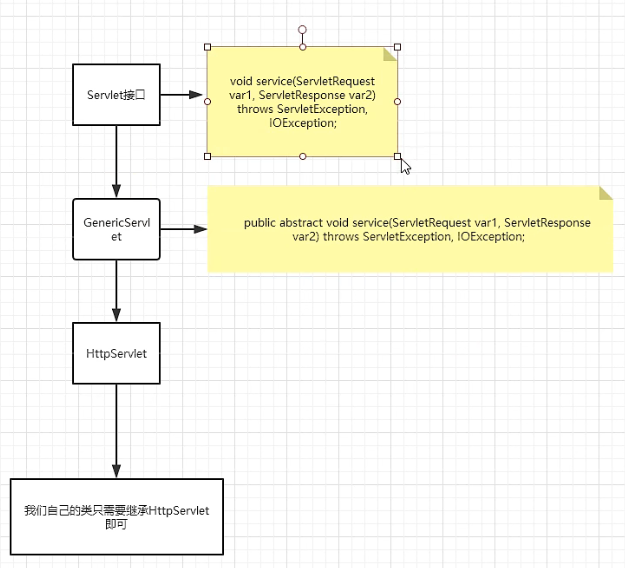 Servlet接口
void service(ServletRequest
var1, ServletResponse var2)
throws ServletException,
IOException;
GenericServl
et
public abstract void service(ServletRequest var1, ServletResponse
var2) throws ServletException, IOException;
HttpServlet
我们自己的类只需要继承HttpServlet
即可